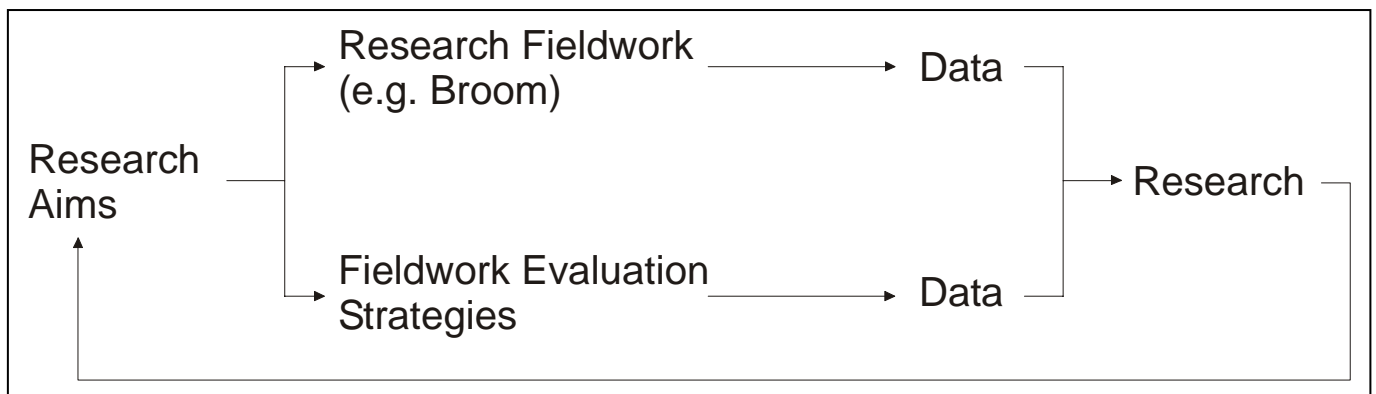 Research Fieldwork
(e.g. Broom)
Data
Research
Aims
Research
Fieldwork Evaluation
Strategies
Data